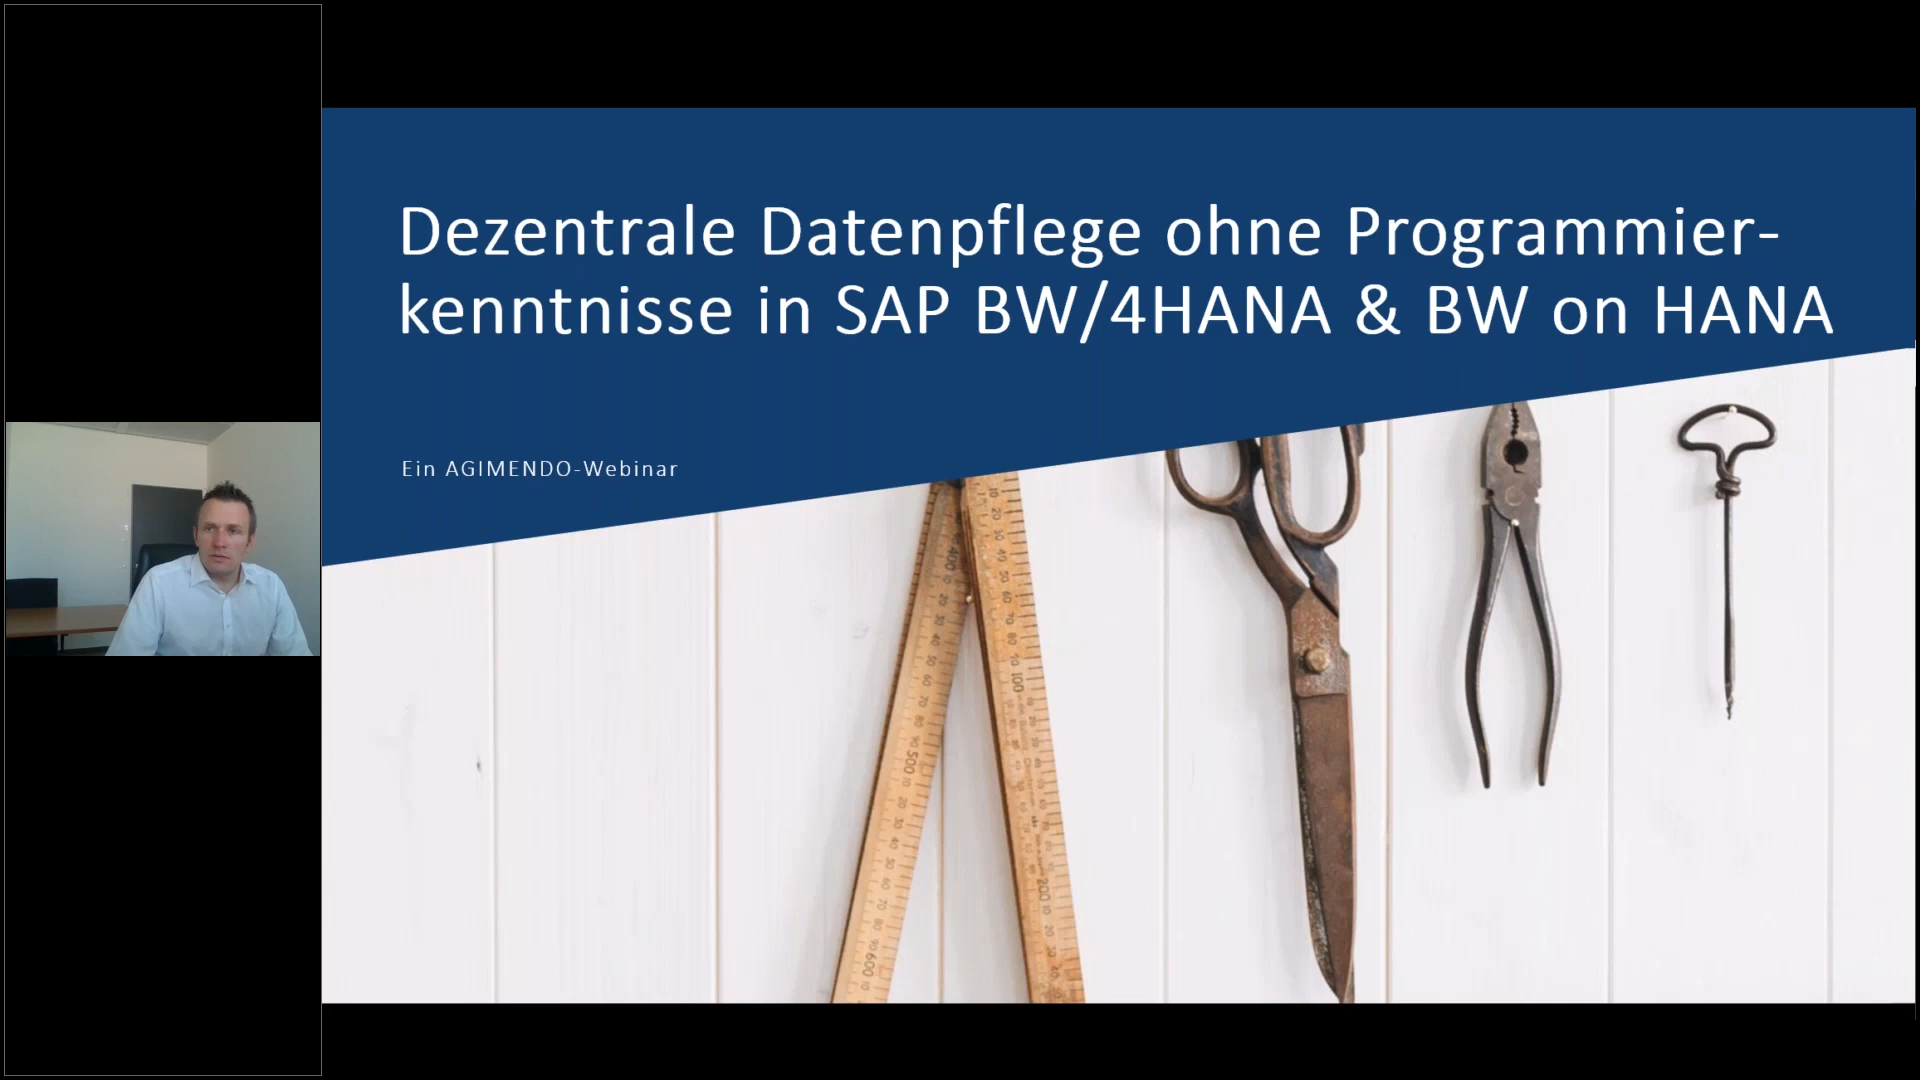 Dezentrale Datenpflege ohne Programmier-
kenntnisse in SAP BW/4HANA & BW on HANA
Ein AGIMENDO-Webinar